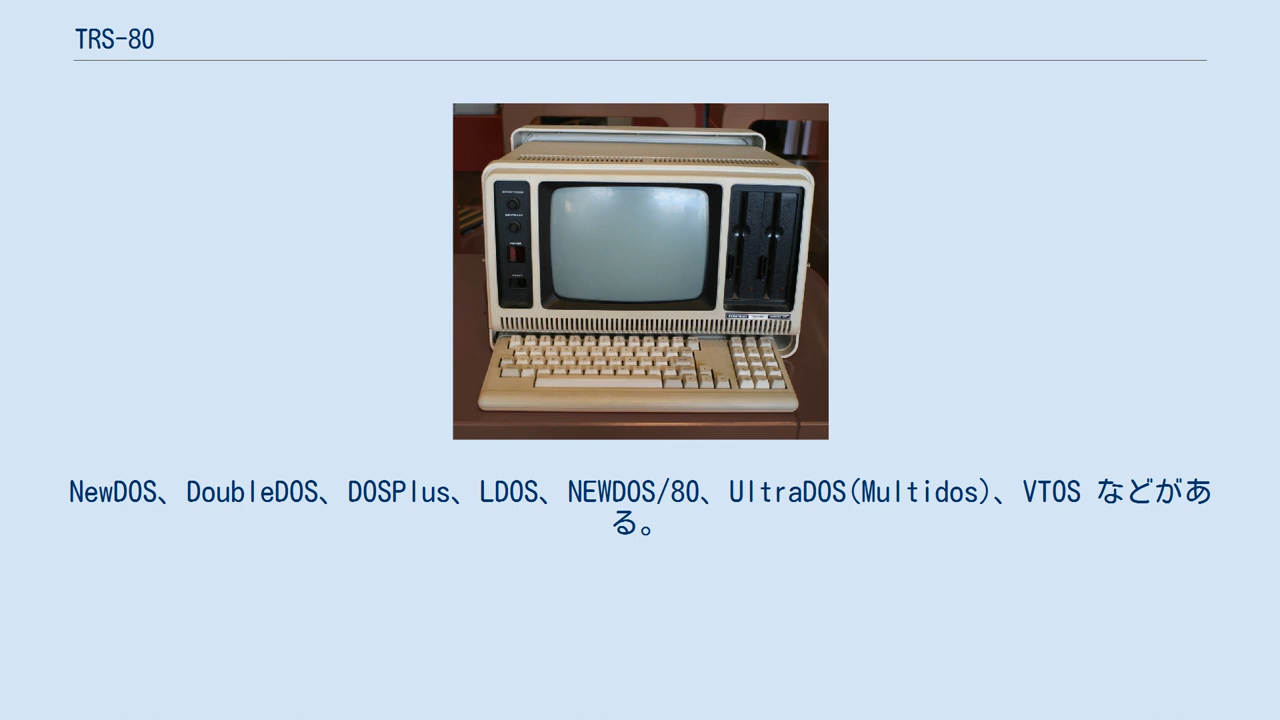 TRS-80
NewDOS、DoubleDOS、DOSPlus、LDOS、NEWDOS/80、UltraDOS(Multidos)、VTOS などがあ
る。